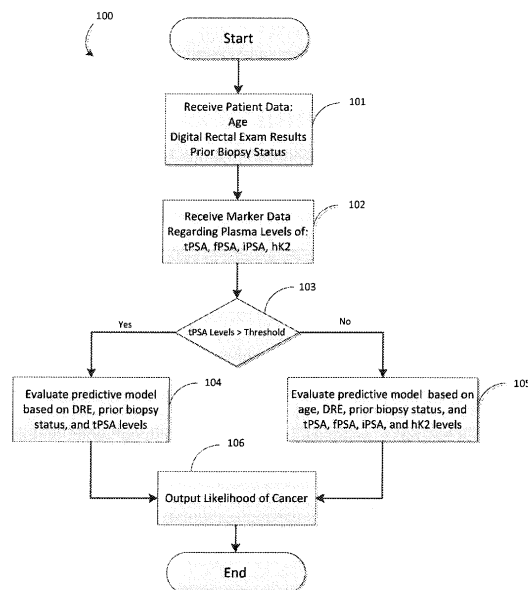 100
Start
101
Receive Patient Data:
Age
Digital Rectal Exam Results
Prior Biopsy Status
102
Receive Marker Data
Regarding Plasma Levels of:
tPSA, fPSA, iPSA, hK2
103
tPSA Levels > Threshold
Yes
No
104
Evaluate predictive model
based on DRE, prior biopsy
status, and tPSA levels
105
Evaluate predictive model based on
age, DRE, prior biopsy status, and
tPSA, fPSA, iPSA, and hK2 levels
106
Output Likelihood of Cancer
End